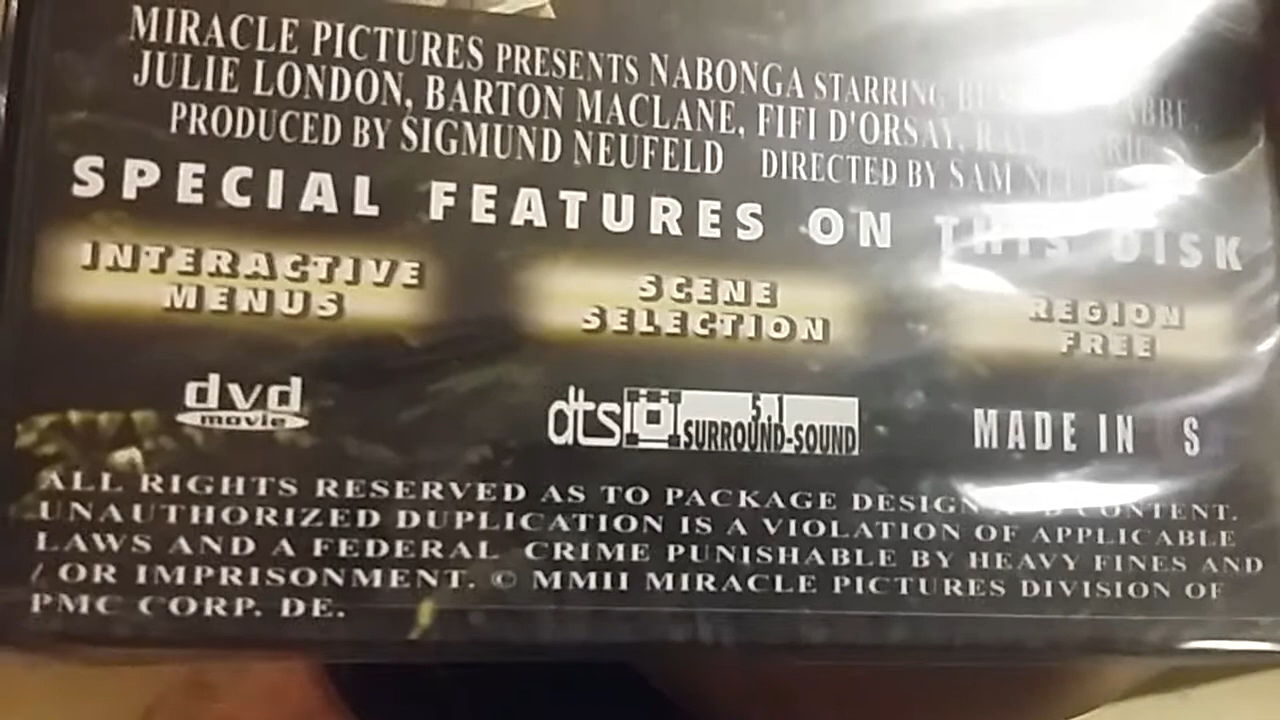 MIRACLE PICTURES PRESENTS NABONGA STARRING
JULIE LONDON, BARTON MACLANE, FIFI D'ORSAY,
PRODUCED BY SIGMUND NEUFELD DIRECTED BY SAM
SPECIAL FEATURES ON THIS DISK
INTERACTIVE
MENUS
SCENE
SELECTION
REGION
FREE
dvd
movie
dts 5.1
SURROUND-SOUND
MADE IN
ALL RIGHTS RESERVED AS TO PACKAGE DESIGN AND CONTENT.
UNAUTHORIZED DUPLICATION IS A VIOLATION OF APPLICABLE
LAWS AND A FEDERAL CRIME PUNISHABLE BY HEAVY FINES AND
/ OR IMPRISONMENT. © MMII MIRACLE PICTURES DIVISION OF
PMC CORP. DE.